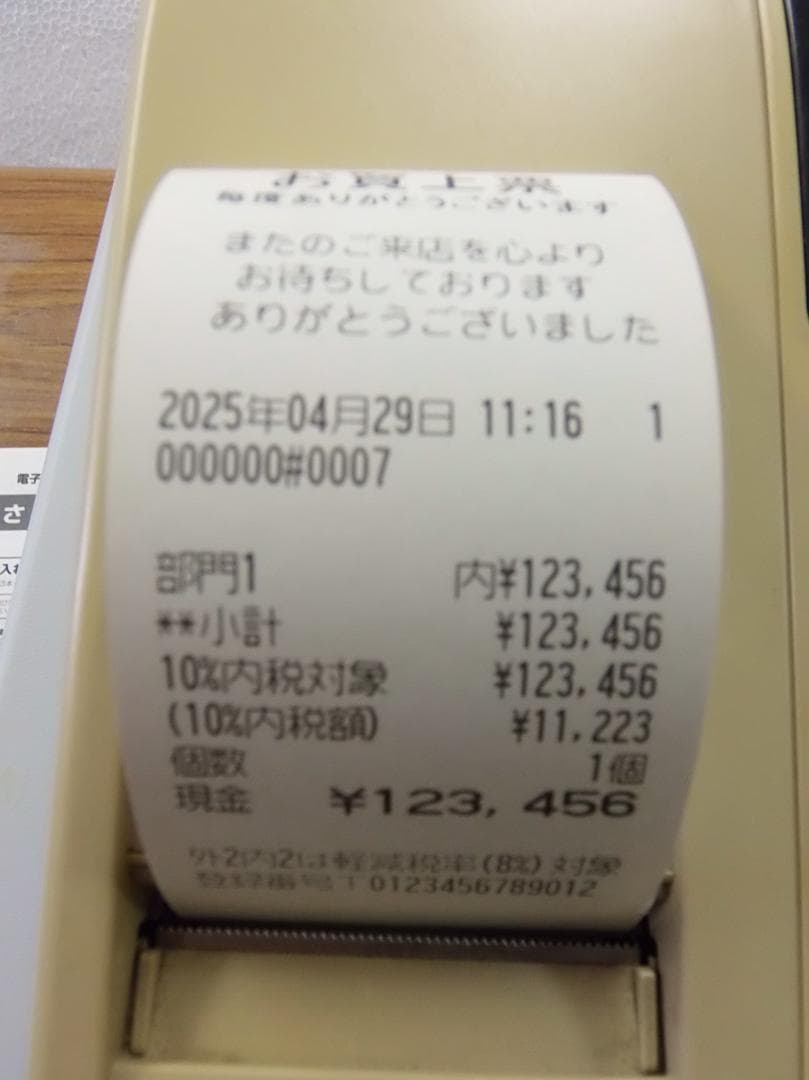 お買上票
毎度ありがとうございます
またのご来店を心より
お待ちしております
ありがとうございました
2025年04月29日 11:16 1
000000#0007
部門1 内¥123,456
**小計 ¥123,456
10%内税対象 ¥123,456
(10%内税額) ¥11,223
個数 1個
現金 ¥123,456
外2内2は軽減税率(8%)対象
登録番号T0123456789012
電子
さ
入れ